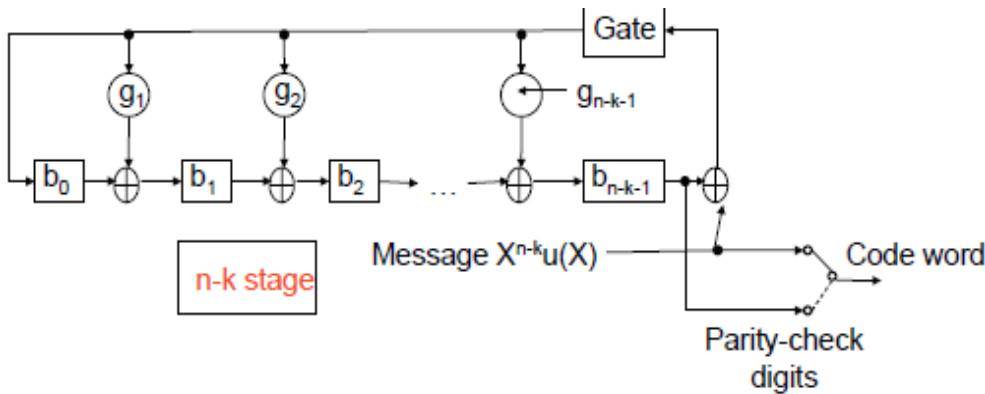 Gate
g₁
g₂
gₙ₋ₖ₋₁
b₀
b₁
b₂
...
bₙ₋ₖ₋₁
Message Xⁿ⁻ᵏu(X)
Code word
n-k stage
Parity-check
digits